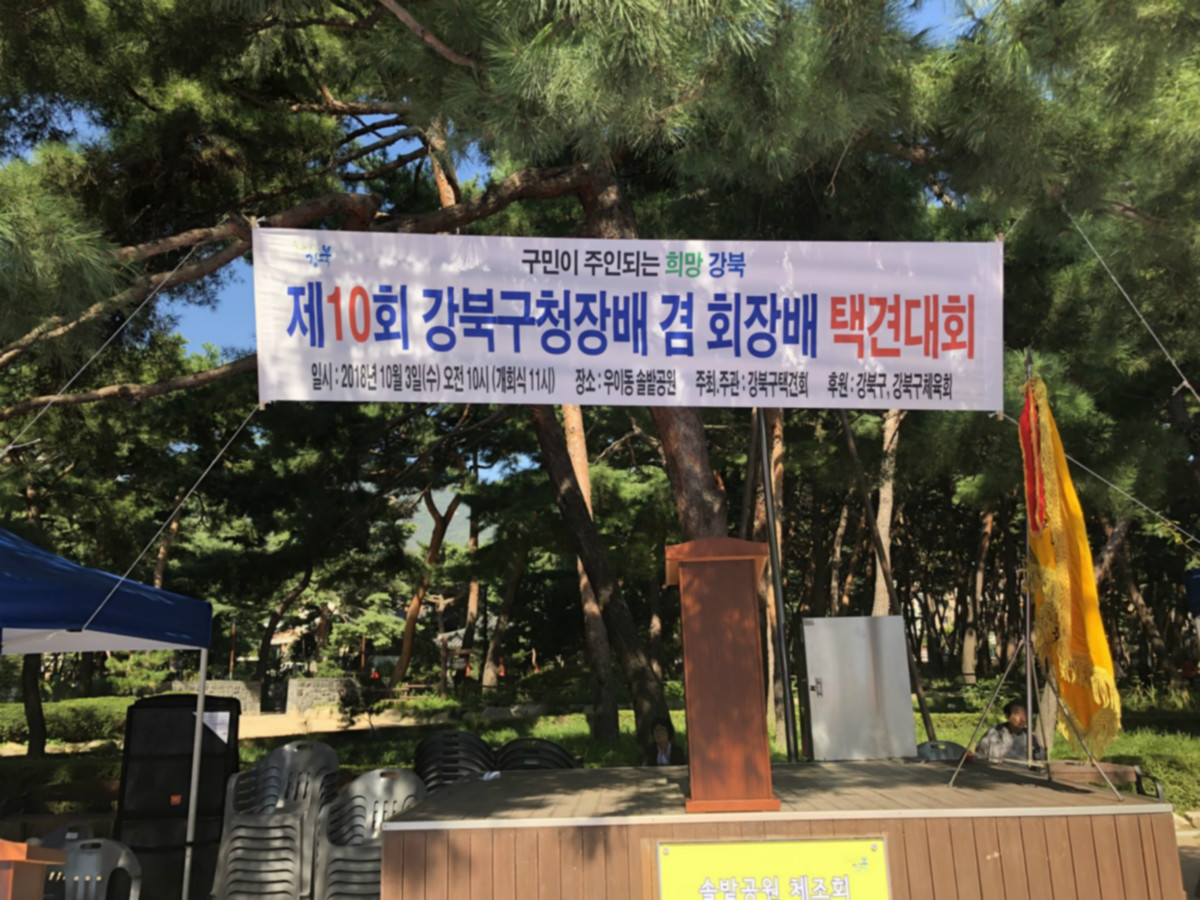 강북
구민이 주인되는 희망 강북
제10회 강북구청장배 겸 회장배 택견대회
일시 : 2018년 10월 3일(수) 오전 10시 (개회식 11시) 장소 : 우이동 솔밭공원 주최.주관 : 강북구택견회 후원 : 강북구, 강북구체육회
솔밭공원 체조회